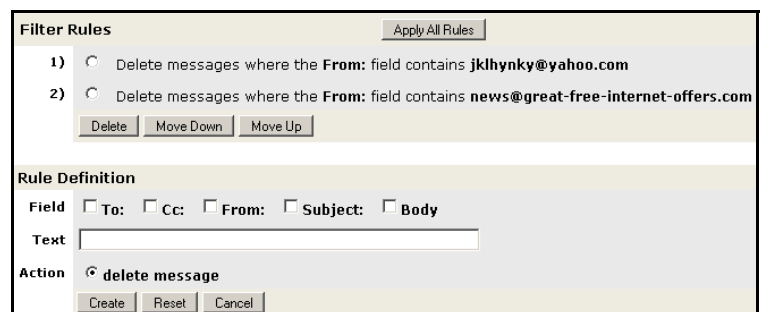 Filter Rules Apply All Rules
1) Delete messages where the From: field contains jklhynky@yahoo.com
2) Delete messages where the From: field contains news@great-free-internet-offers.com
Delete Move Down Move Up
Rule Definition
Field To: Cc: From: Subject: Body
Text
Action delete message
Create Reset Cancel